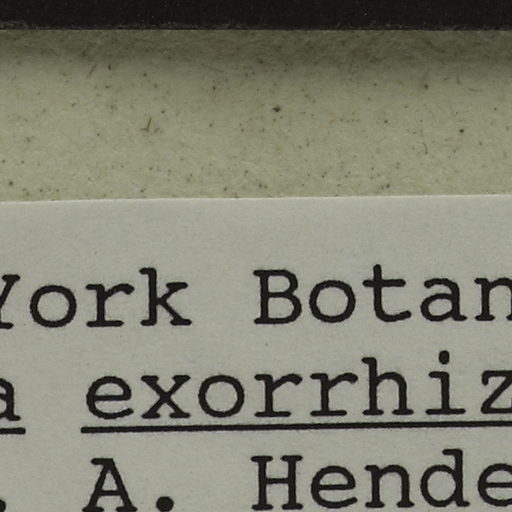 York Botan
a exorrhiz
. A. Hende